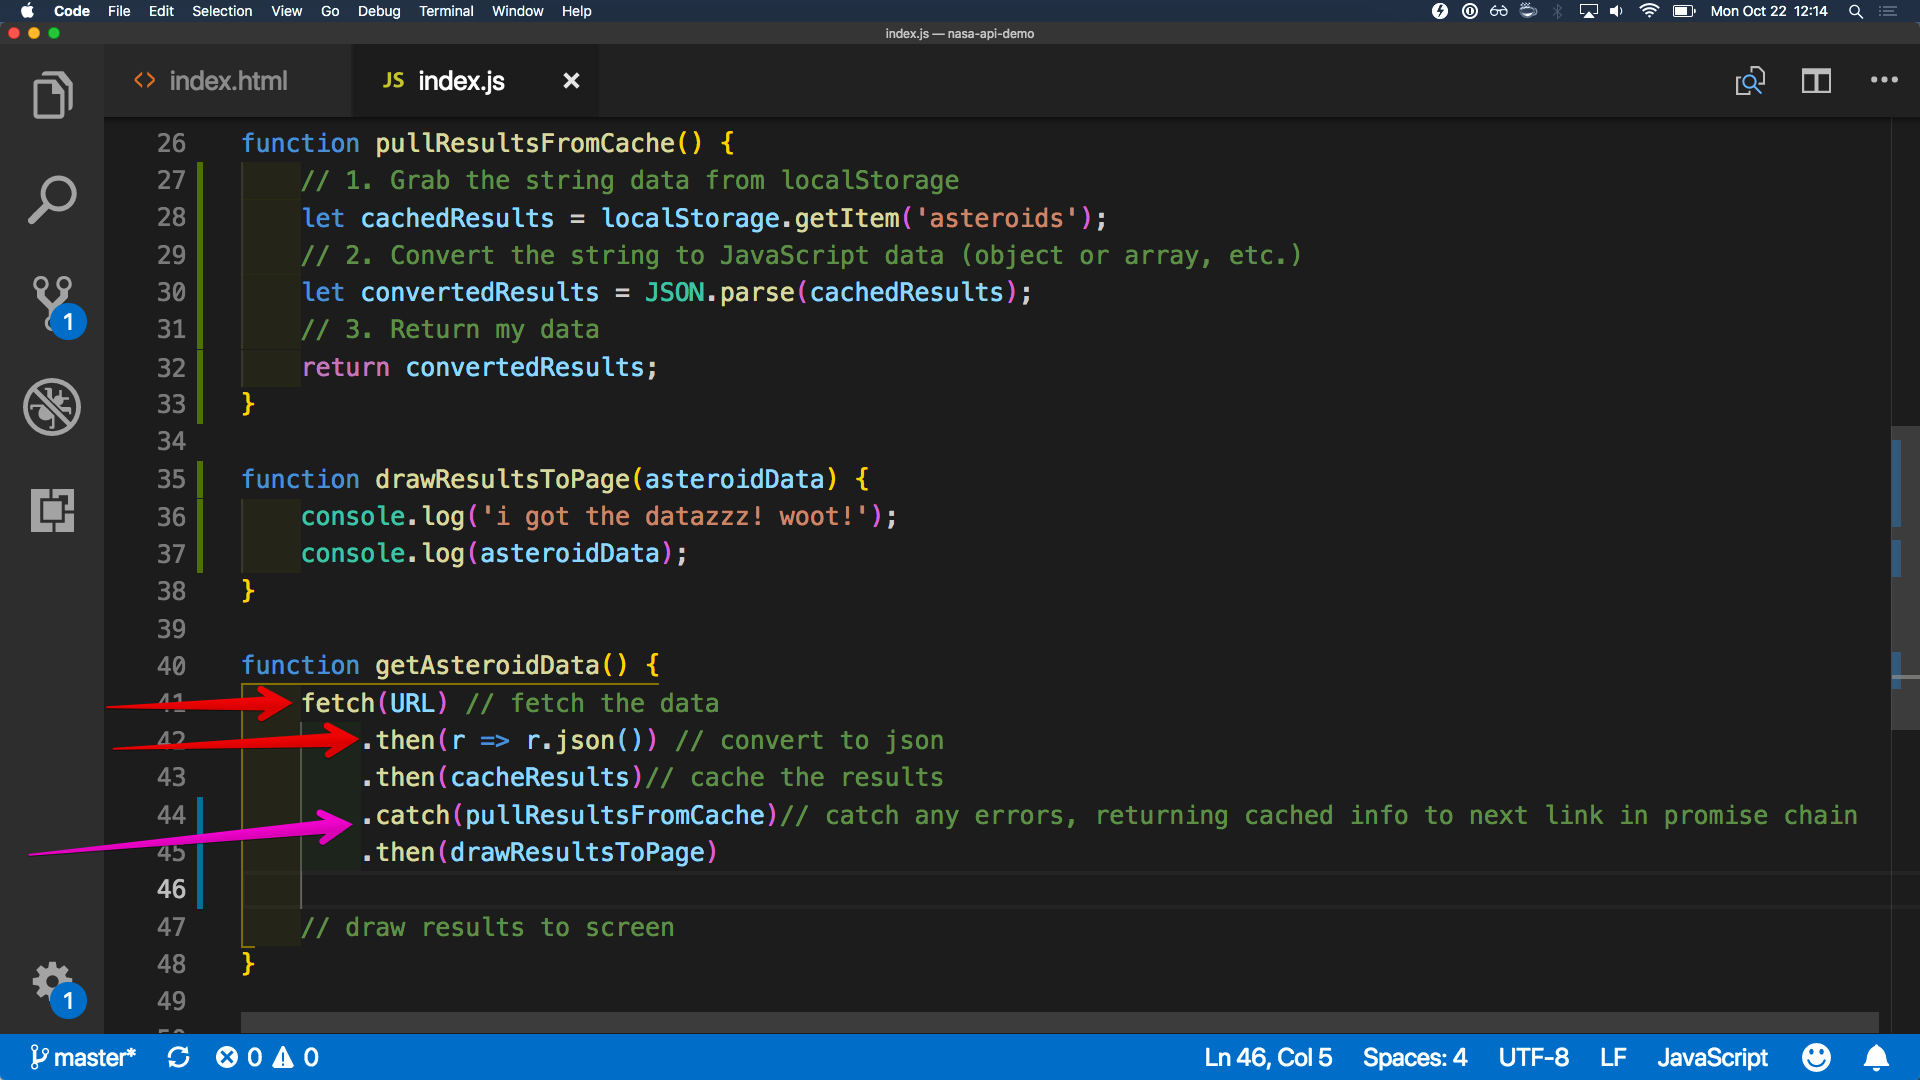 Code File Edit Selection View Go Debug Terminal Window Help Mon Oct 22 12:14
index.js — nasa-api-demo
<> index.html JS index.js ×
26 function pullResultsFromCache() {
27 // 1. Grab the string data from localStorage
28 let cachedResults = localStorage.getItem('asteroids');
29 // 2. Convert the string to JavaScript data (object or array, etc.)
30 let convertedResults = JSON.parse(cachedResults);
31 // 3. Return my data
32 return convertedResults;
33 }
34
35 function drawResultsToPage(asteroidData) {
36 console.log('i got the datazzz! woot!');
37 console.log(asteroidData);
38 }
39
40 function getAsteroidData() {
41 fetch(URL) // fetch the data
42 .then(r => r.json()) // convert to json
43 .then(cacheResults)// cache the results
44 .catch(pullResultsFromCache)// catch any errors, returning cached info to next link in promise chain
45 .then(drawResultsToPage)
46
47 // draw results to screen
48 }
49
1
1
master* 0 0 Ln 46, Col 5 Spaces: 4 UTF-8 LF JavaScript